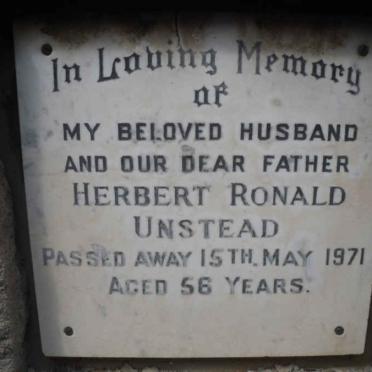 In Loving Memory
of
MY BELOVED HUSBAND
AND OUR DEAR FATHER
HERBERT RONALD
UNSTEAD
PASSED AWAY 15TH. MAY 1971
AGED 56 YEARS.